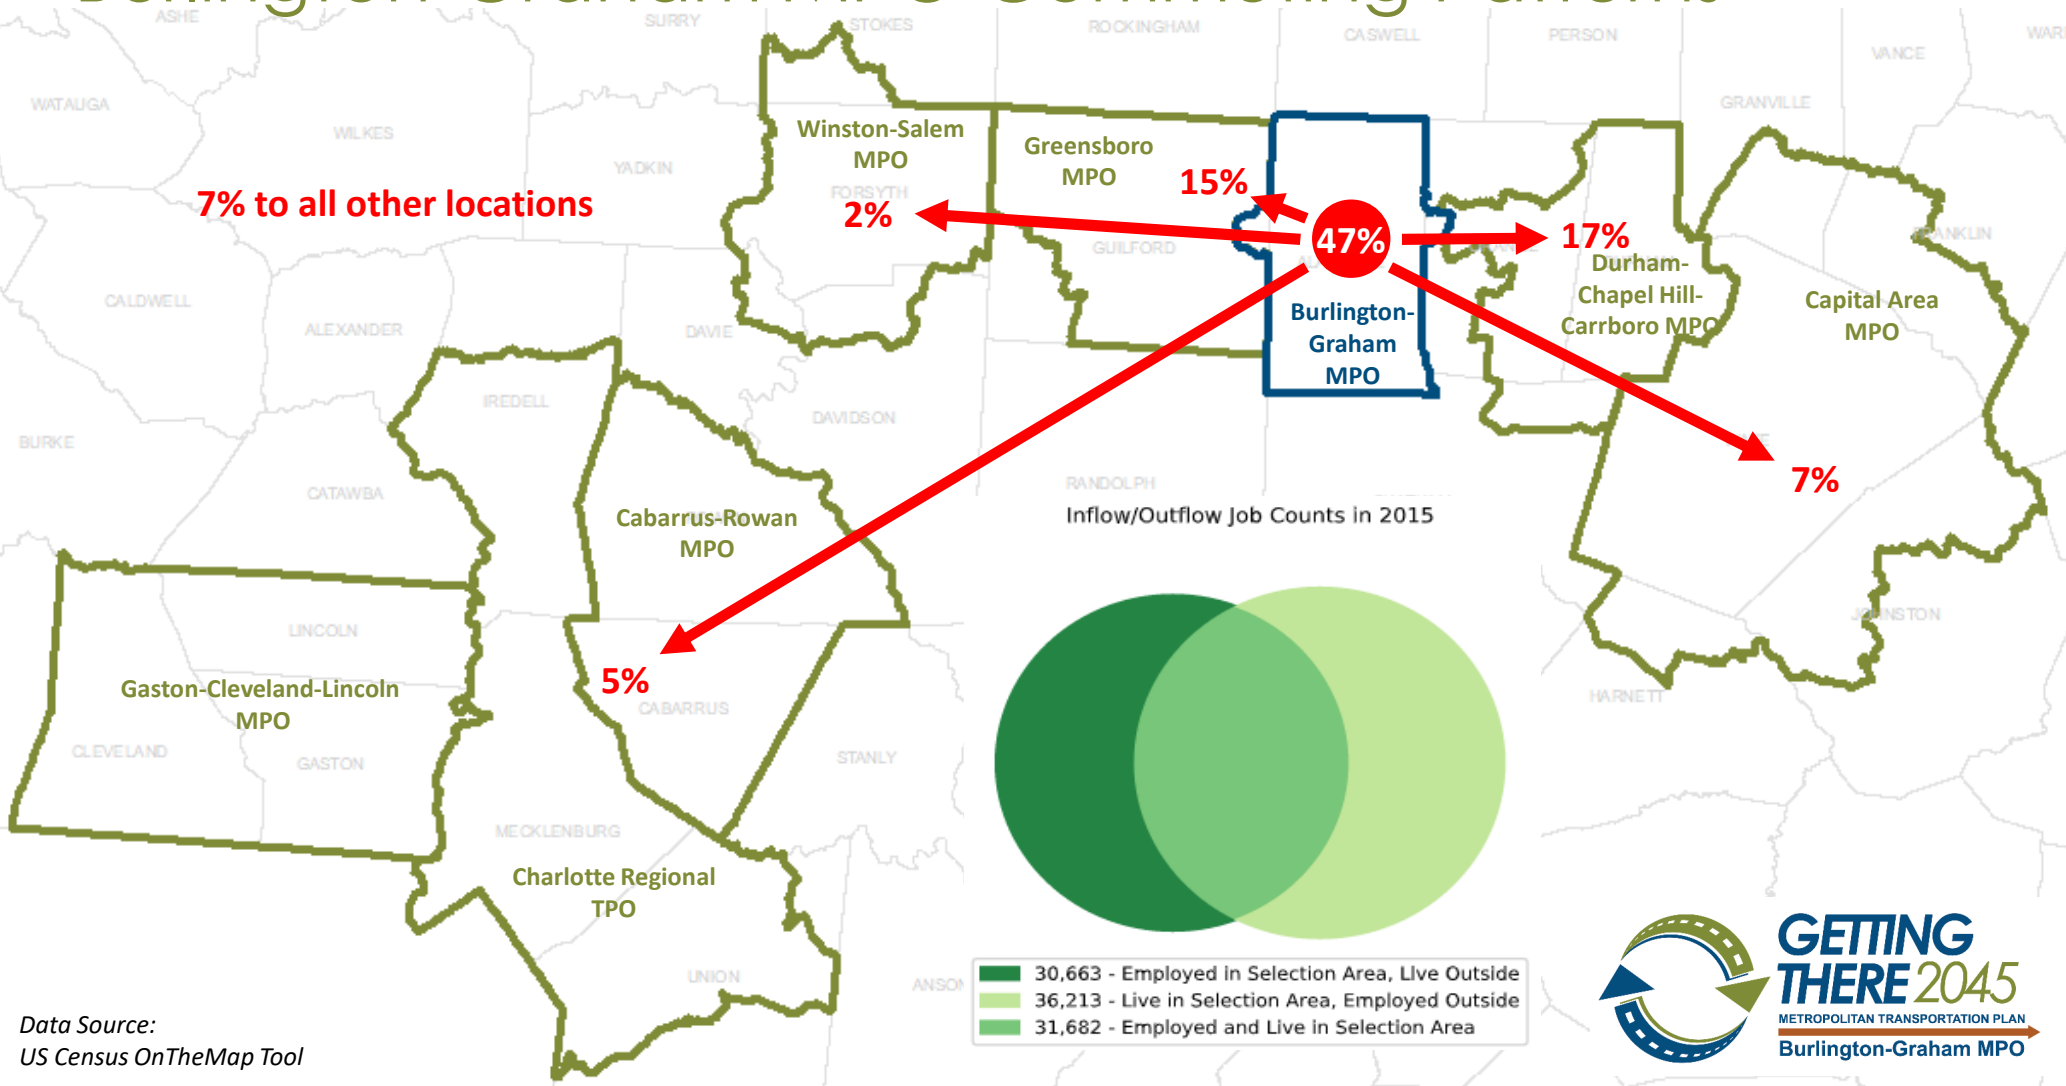 Burlington-Graham MPO Commuting Patterns
ASHE
SURRY
STOKES
ROCKINGHAM
CASWELL
PERSON
VANCE
WATAUGA
WILKES
YADKIN
GRANVILLE
Winston-Salem
MPO
FORSYTH
2%
Greensboro
MPO
15%
GUILFORD
7% to all other locations
47%
17%
Durham-
Chapel Hill-
Carrboro MPO
Burlington-
Graham
MPO
Capital Area
MPO
CALDWELL
ALEXANDER
DAVIE
IREDELL
DAVIDSON
BURKE
CATAWBA
RANDOLPH
7%
Inflow/Outflow Job Counts in 2015
Cabarrus-Rowan
MPO
LINCOLN
5%
CABARRUS
Gaston-Cleveland-Lincoln
MPO
CLEVELAND
GASTON
STANLY
JOHNSTON
HARNETT
MECKLENBURG
Charlotte Regional
TPO
UNION
30,663 - Employed in Selection Area, Live Outside
36,213 - Live in Selection Area, Employed Outside
31,682 - Employed and Live in Selection Area
Data Source:
US Census OnTheMap Tool
GETTING
THERE 2045
METROPOLITAN TRANSPORTATION PLAN
Burlington-Graham MPO